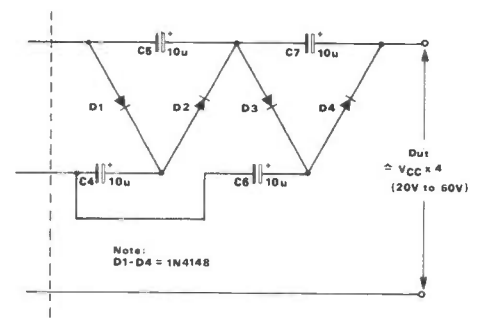 C5 + 10u
C7 + 10u
D1
D2
D3
D4
C4 + 10u
C6 + 10u
Out
≏ VCC x 4
(20V to 60V)
Note:
D1-D4 = 1N4148